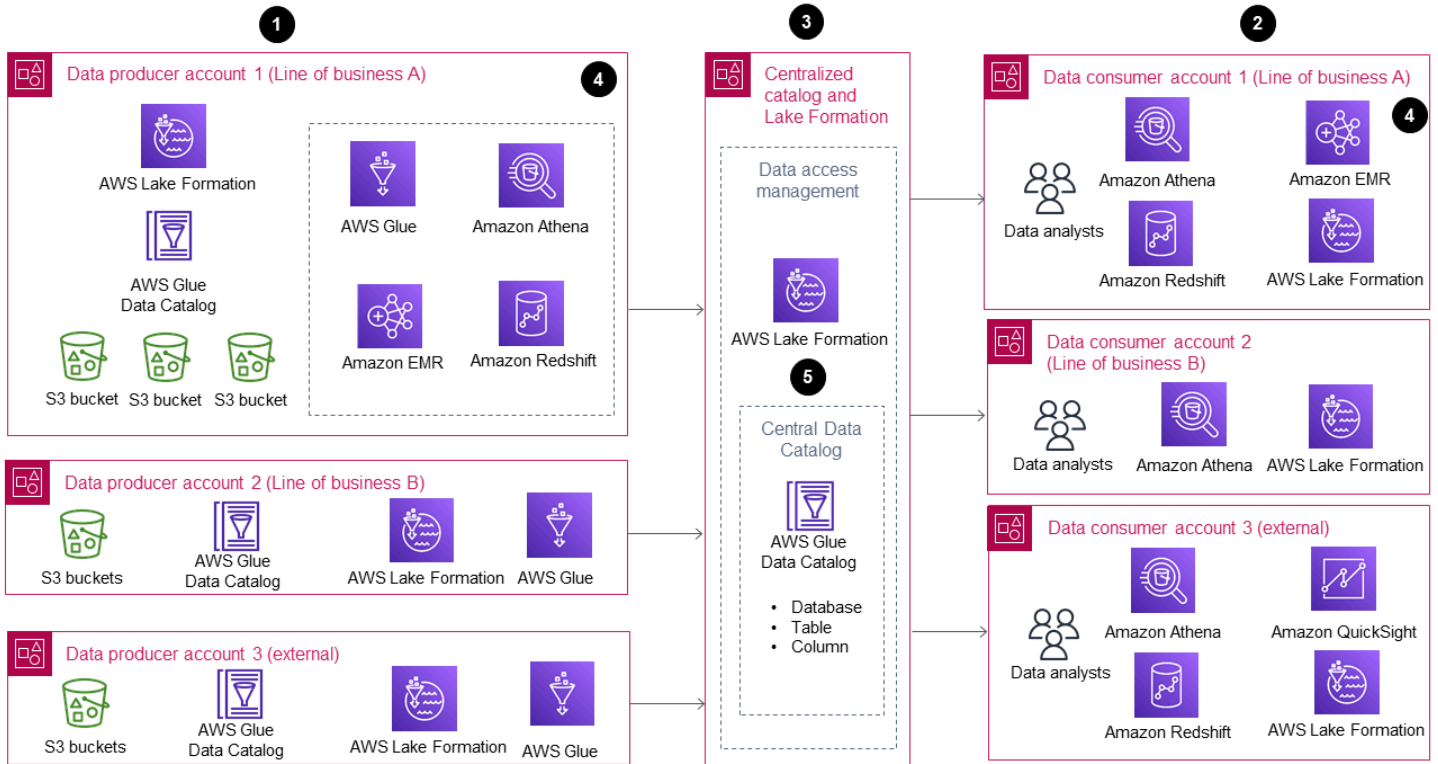 1
3
2
Data producer account 1 (Line of business A)
4
AWS Lake Formation
AWS Glue
Data Catalog
S3 bucket
S3 bucket
S3 bucket
AWS Glue
Amazon Athena
Amazon EMR
Amazon Redshift
Data producer account 2 (Line of business B)
S3 buckets
AWS Glue
Data Catalog
AWS Lake Formation
AWS Glue
Data producer account 3 (external)
S3 buckets
AWS Glue
Data Catalog
AWS Lake Formation
AWS Glue
Centralized
catalog and
Lake Formation
Data access
management
AWS Lake Formation
5
Central Data
Catalog
AWS Glue
Data Catalog
• Database
• Table
• Column
Data consumer account 1 (Line of business A)
4
Data analysts
Amazon Athena
Amazon EMR
Amazon Redshift
AWS Lake Formation
Data consumer account 2
(Line of business B)
Data analysts
Amazon Athena
AWS Lake Formation
Data consumer account 3 (external)
Data analysts
Amazon Athena
Amazon QuickSight
Amazon Redshift
AWS Lake Formation